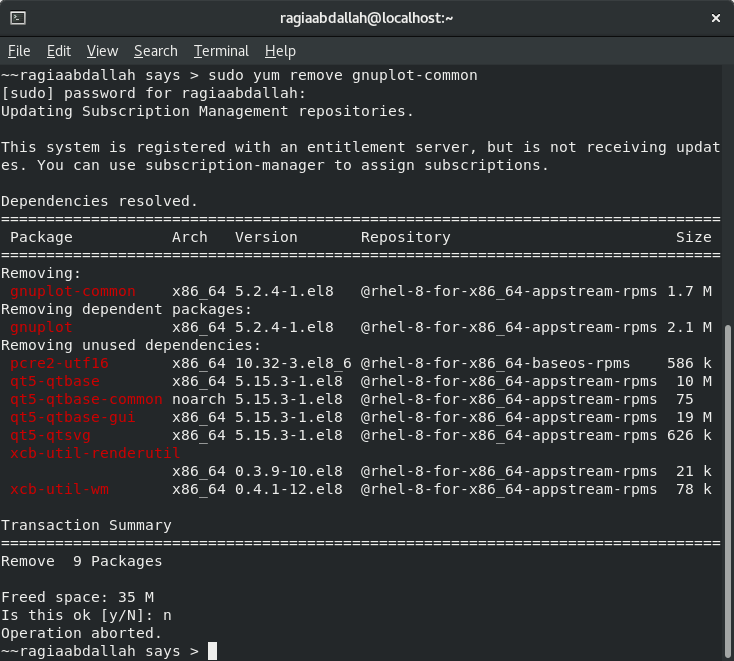 ragiaabdallah@localhost:~
File Edit View Search Terminal Help
~~ragiaabdallah says > sudo yum remove gnuplot-common
[sudo] password for ragiaabdallah:
Updating Subscription Management repositories.
This system is registered with an entitlement server, but is not receiving updat
es. You can use subscription-manager to assign subscriptions.
Dependencies resolved.
================================================================================
Package Arch Version Repository Size
================================================================================
Removing:
gnuplot-common x86_64 5.2.4-1.el8 @rhel-8-for-x86_64-appstream-rpms 1.7 M
Removing dependent packages:
gnuplot x86_64 5.2.4-1.el8 @rhel-8-for-x86_64-appstream-rpms 2.1 M
Removing unused dependencies:
pcre2-utf16 x86_64 10.32-3.el8_6 @rhel-8-for-x86_64-baseos-rpms 586 k
qt5-qtbase x86_64 5.15.3-1.el8 @rhel-8-for-x86_64-appstream-rpms 10 M
qt5-qtbase-common noarch 5.15.3-1.el8 @rhel-8-for-x86_64-appstream-rpms 75
qt5-qtbase-gui x86_64 5.15.3-1.el8 @rhel-8-for-x86_64-appstream-rpms 19 M
qt5-qtsvg x86_64 5.15.3-1.el8 @rhel-8-for-x86_64-appstream-rpms 626 k
xcb-util-renderutil
x86_64 0.3.9-10.el8 @rhel-8-for-x86_64-appstream-rpms 21 k
xcb-util-wm x86_64 0.4.1-12.el8 @rhel-8-for-x86_64-appstream-rpms 78 k
Transaction Summary
================================================================================
Remove 9 Packages
Freed space: 35 M
Is this ok [y/N]: n
Operation aborted.
~~ragiaabdallah says >